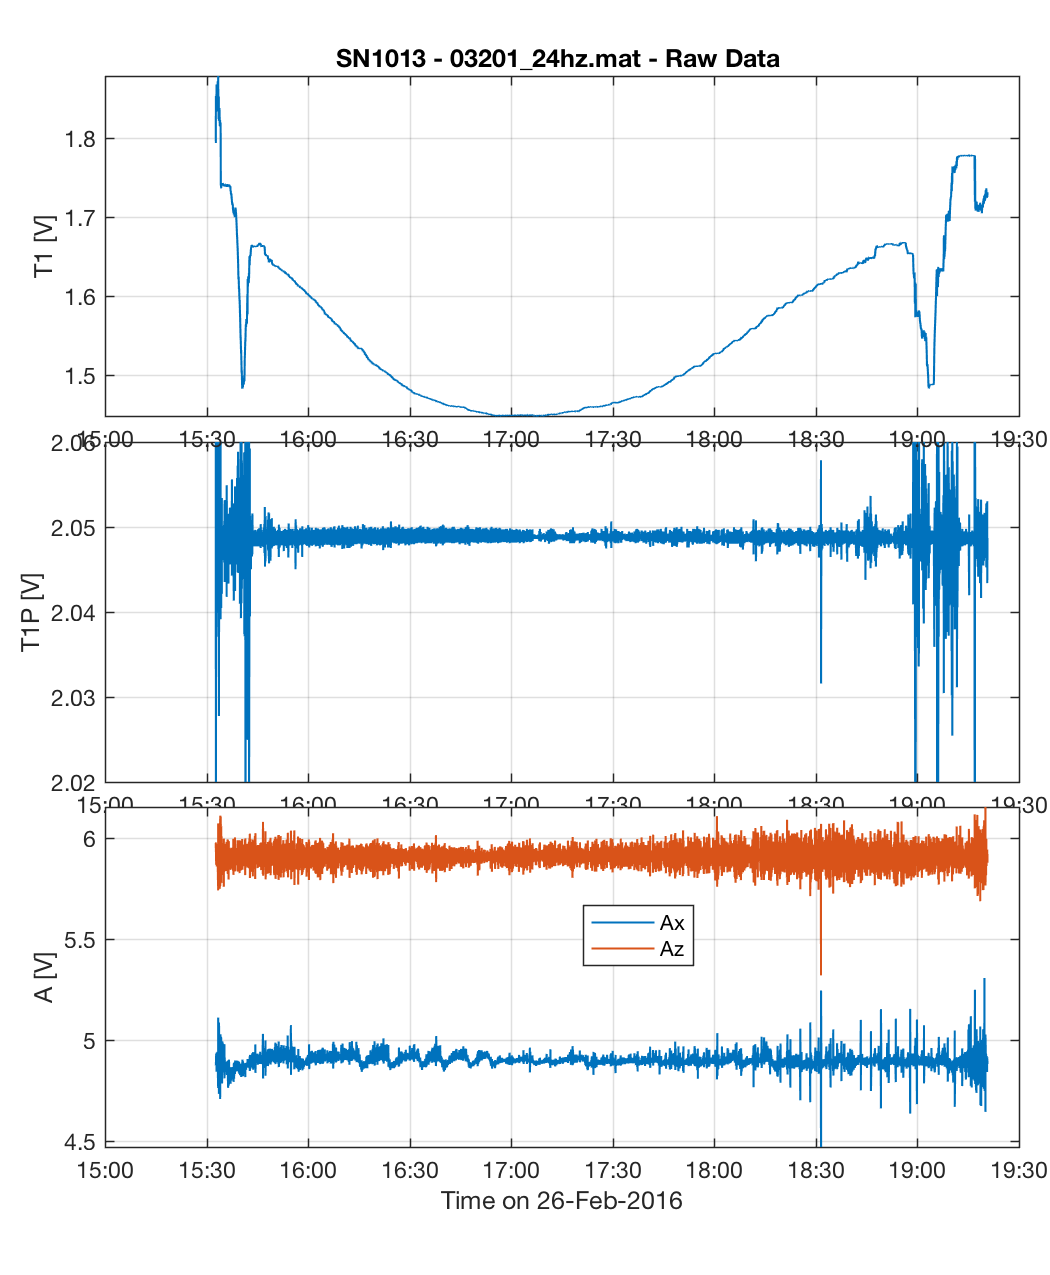 SN1013 - 03201_24hz.mat - Raw Data
1.8
1.7
1.6
1.5
T1 [V]
15:00 15:30 16:00 16:30 17:00 17:30 18:00 18:30 19:00 19:30
2.06
2.05
2.04
2.03
2.02
T1P [V]
15:00 15:30 16:00 16:30 17:00 17:30 18:00 18:30 19:00 19:30
6
5.5
5
4.5
A [V]
Ax
Az
15:00 15:30 16:00 16:30 17:00 17:30 18:00 18:30 19:00 19:30
Time on 26-Feb-2016